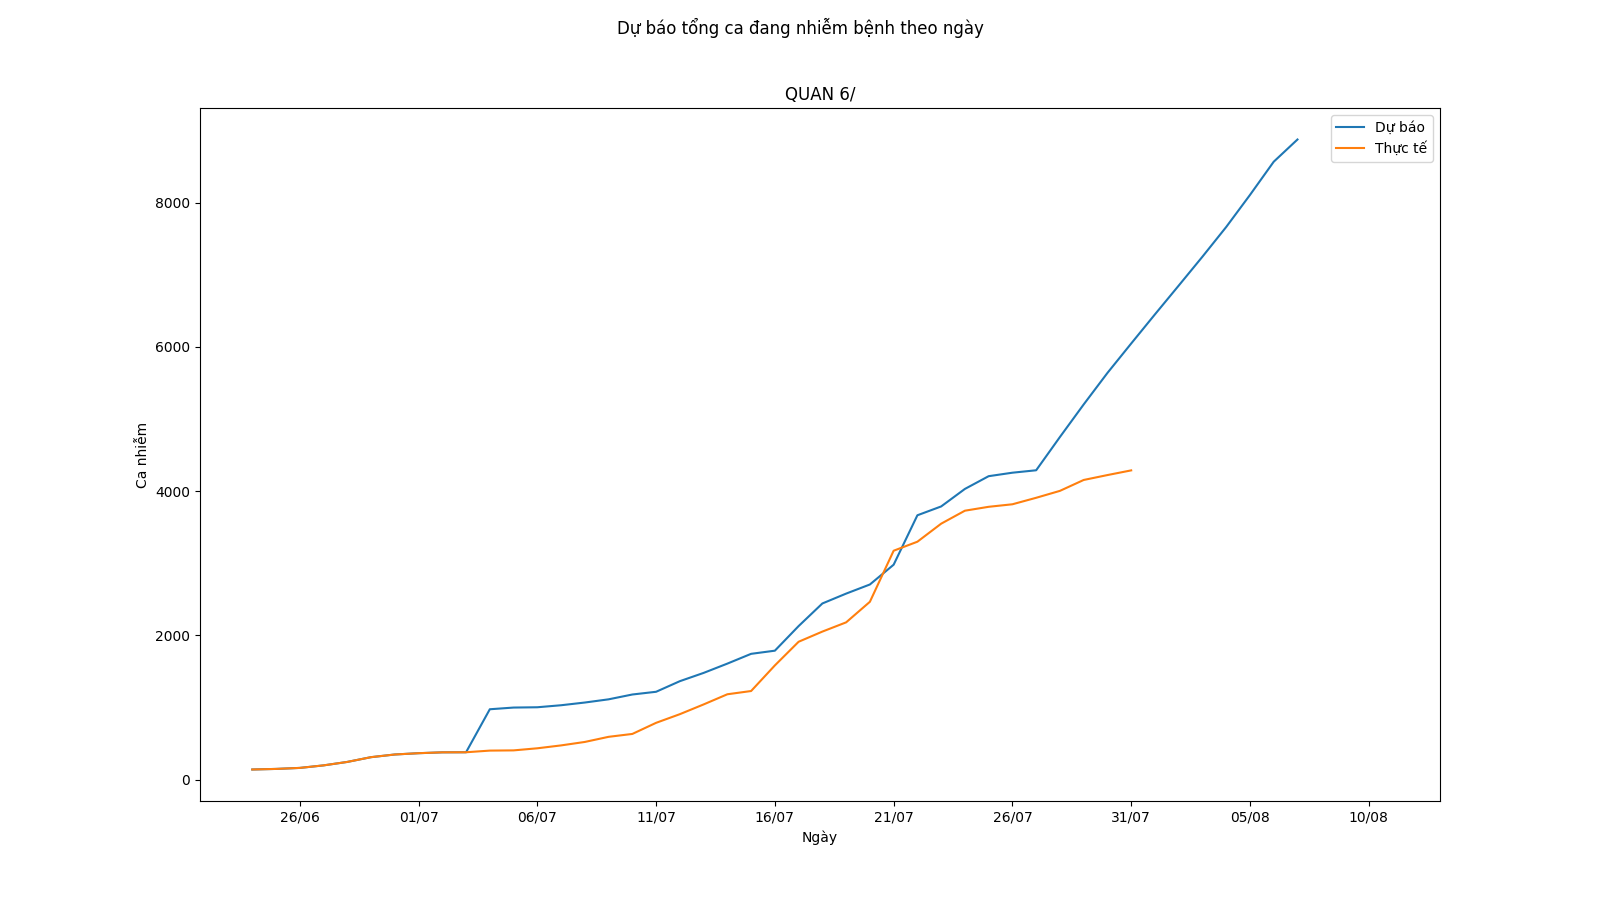 Dự báo tổng ca đang nhiễm bệnh theo ngày
QUAN 6/
Dự báo
Thực tế
8000
6000
4000
2000
0
Ca nhiễm
26/06
01/07
06/07
11/07
16/07
21/07
26/07
31/07
05/08
10/08
Ngày